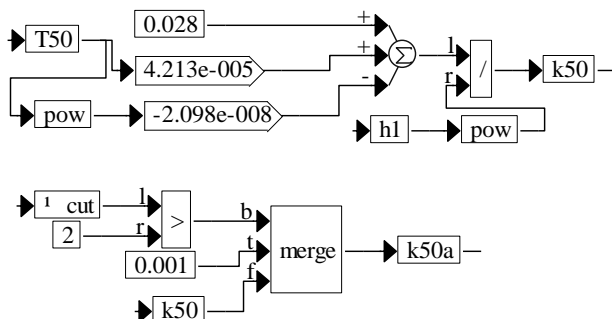 0.028
+
T50
+
4.213e-005
-
Σ
l
r
/
k50
pow
-2.098e-008
h1
pow
¹ cut
l
2
r
>
b
t
f
merge
0.001
k50
k50a